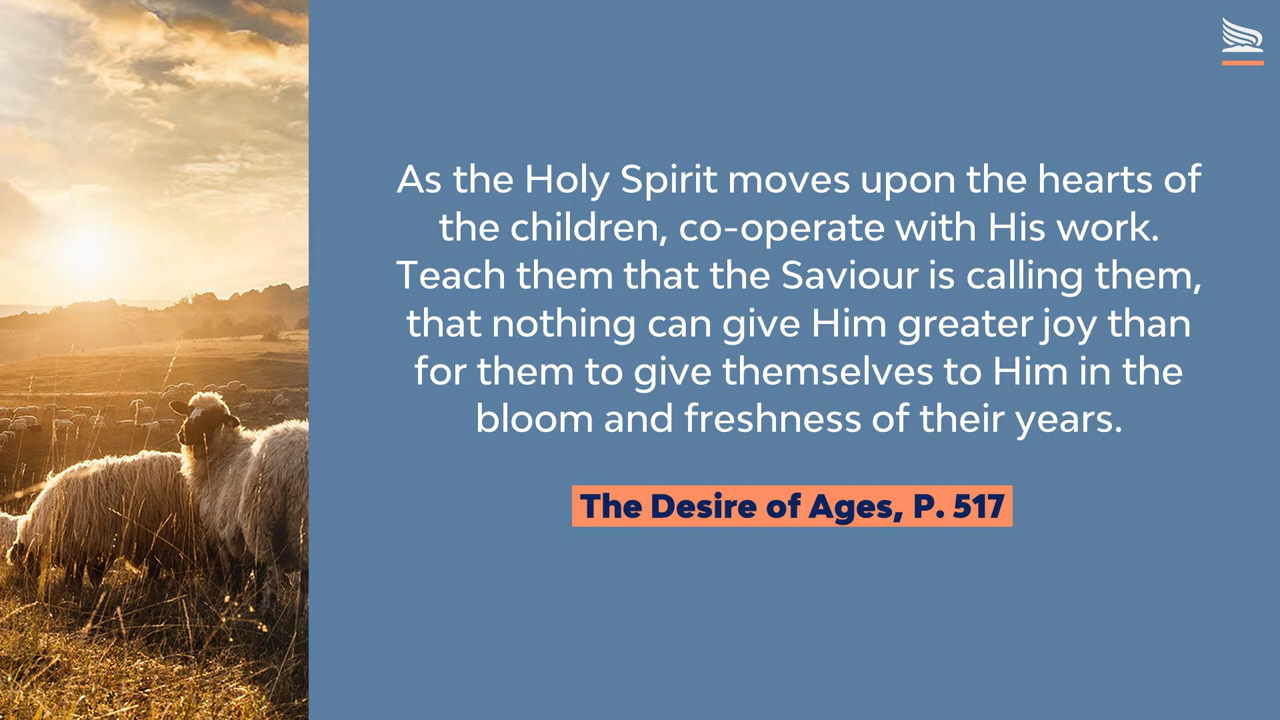 As the Holy Spirit moves upon the hearts of
the children, co-operate with His work.
Teach them that the Saviour is calling them,
that nothing can give Him greater joy than
for them to give themselves to Him in the
bloom and freshness of their years.
The Desire of Ages, P. 517